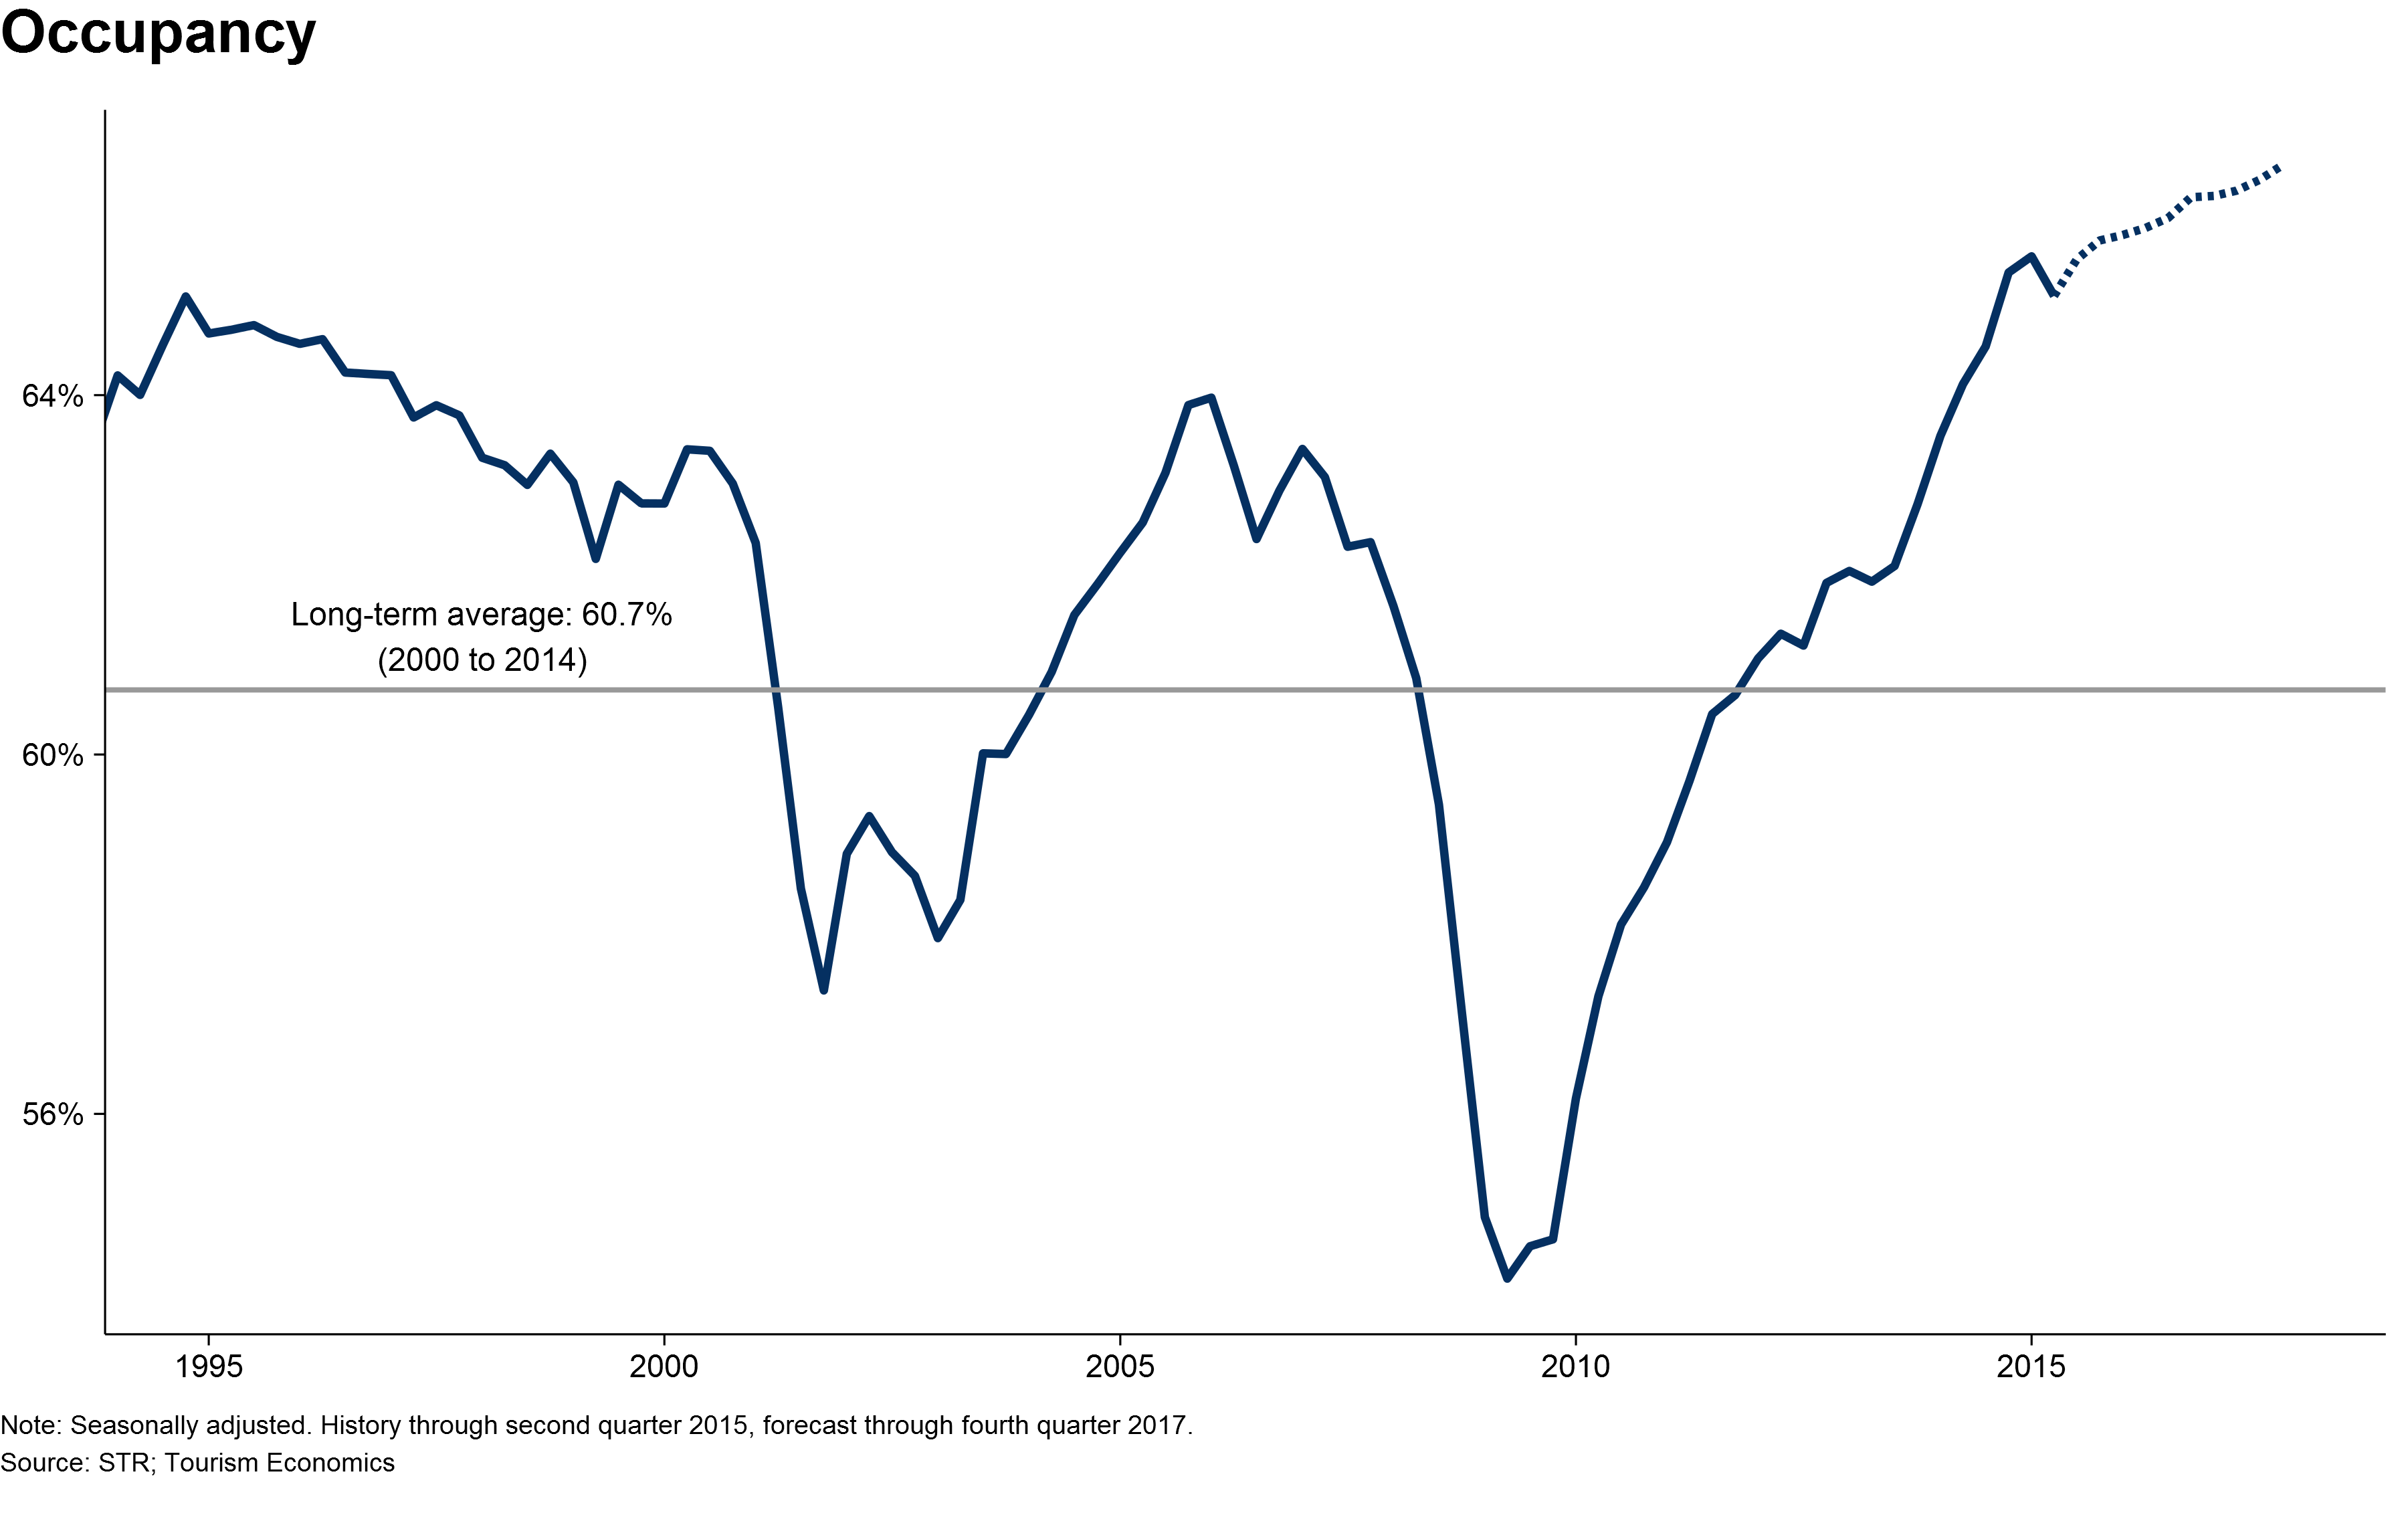 Occupancy
64%
Long-term average: 60.7%
(2000 to 2014)
60%
56%
1995 2000 2005 2010 2015
Note: Seasonally adjusted. History through second quarter 2015, forecast through fourth quarter 2017.
Source: STR; Tourism Economics